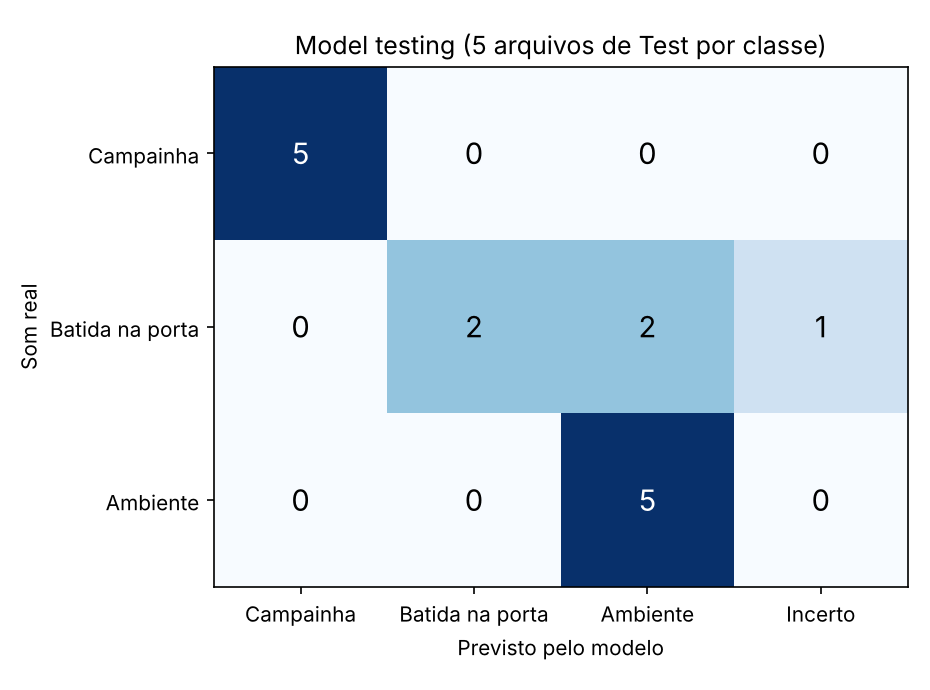 Model testing (5 arquivos de Test por classe)
Campainha 5 0 0 0
Som real
Batida na porta 0 2 2 1
Ambiente 0 0 5 0
Campainha Batida na porta Ambiente Incerto
Previsto pelo modelo